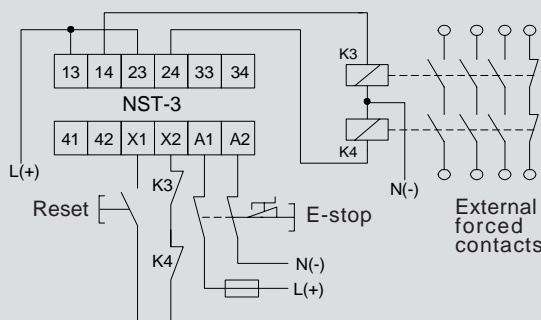 K3
13 14 23 24 33 34
NST-3
41 42 X1 X2 A1 A2
K4
L(+)
N(-)
K3
Reset
E-stop
External
forced
contacts
K4
N(-)
L(+)